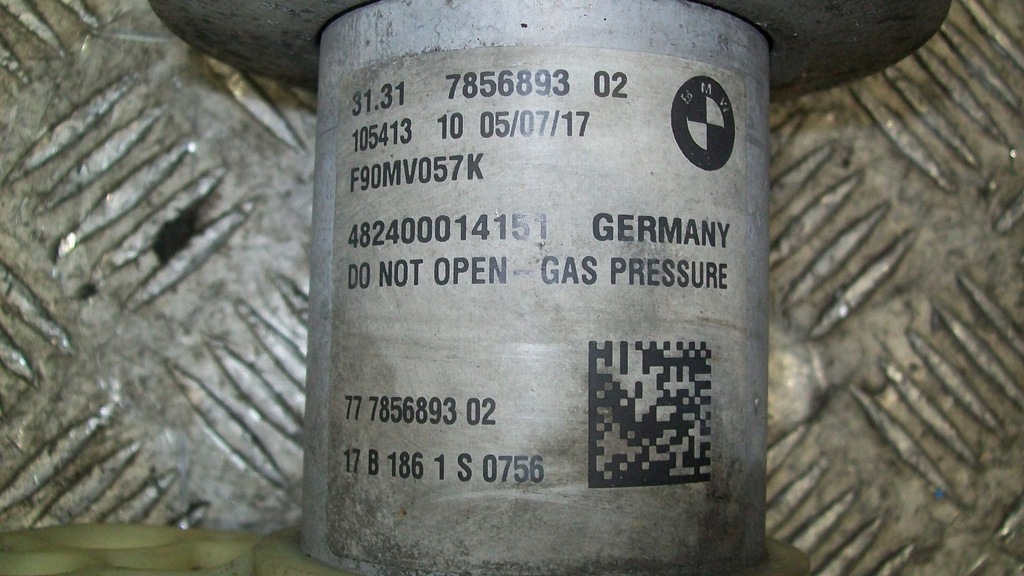 31.31 7856893 02
BMW
105413 10 05/07/17
F90MV057K
482400014151 GERMANY
DO NOT OPEN - GAS PRESSURE
77 7856893 02
17 B 186 1 S 0756